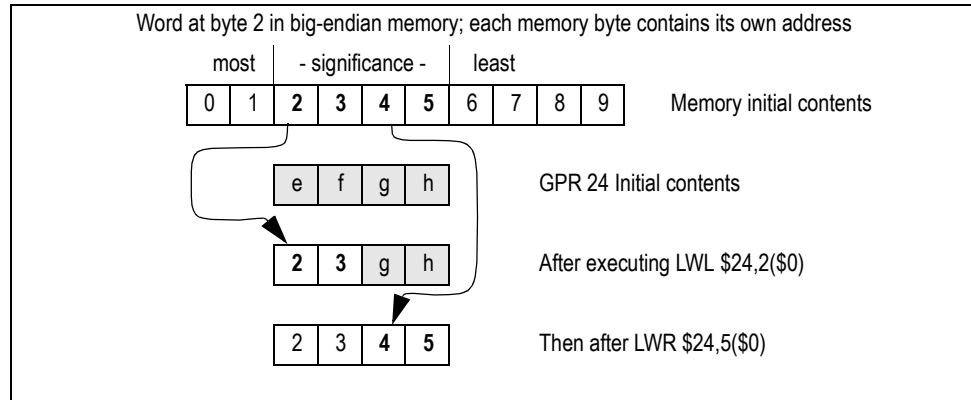 Word at byte 2 in big-endian memory; each memory byte contains its own address
most - significance - least
0 1 2 3 4 5 6 7 8 9 Memory initial contents
e f g h GPR 24 Initial contents
2 3 g h After executing LWL $24,2($0)
2 3 4 5 Then after LWR $24,5($0)